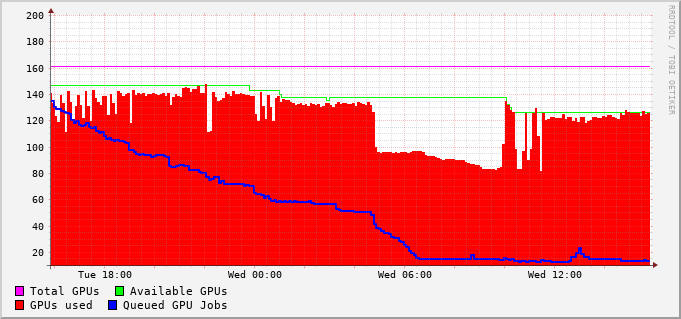 200
180
160
140
120
100
80
60
40
20
Tue 18:00 Wed 00:00 Wed 06:00 Wed 12:00
Total GPUs Available GPUs
GPUs used Queued GPU Jobs
RRDTOOL / TOBI OETIKER